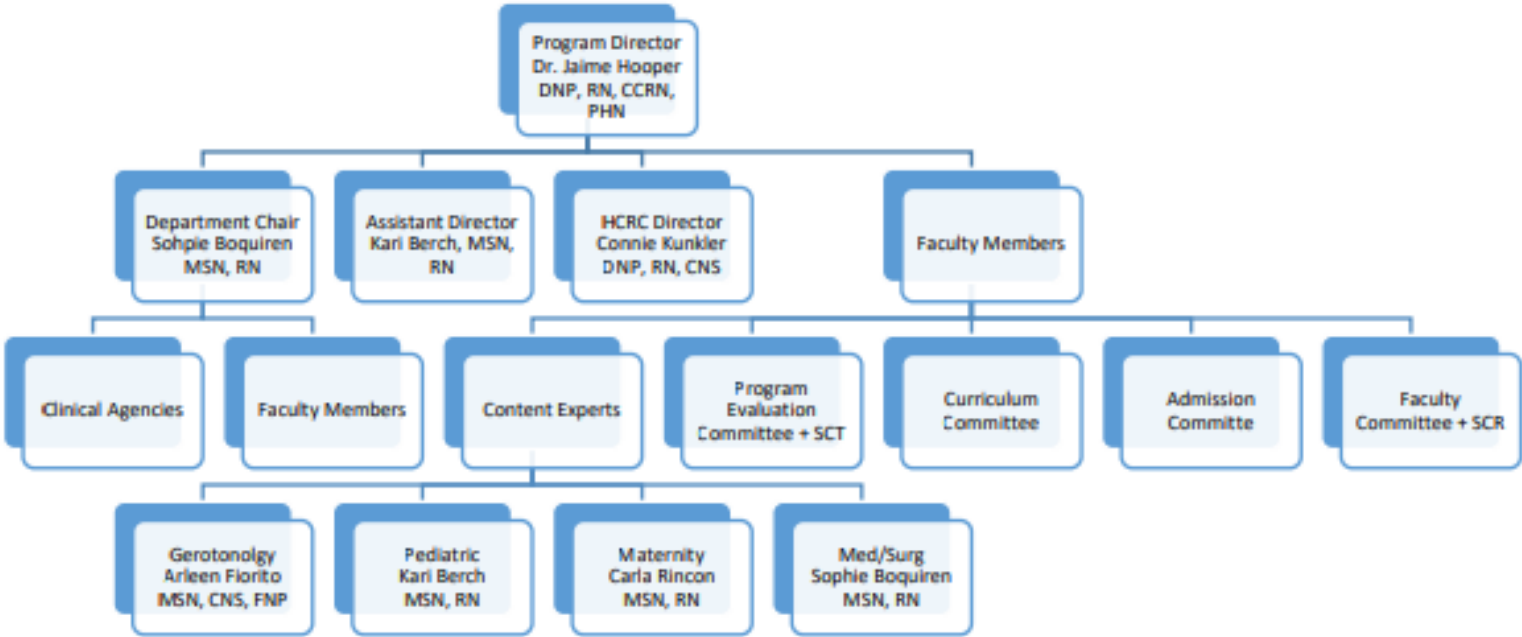 Program Director
Dr. Jaime Hooper
DNP, RN, CCRN,
PHN
Department Chair
Sohpie Boquiren
MSN, RN
Assistant Director
Kari Berch, MSN,
RN
HCRC Director
Connie Kunkler
DNP, RN, CNS
Faculty Members
Clinical Agencies
Faculty Members
Content Experts
Program
Evaluation
Committee + SCT
Curriculum
Committee
Admission
Committe
Faculty
Committee + SCR
Gerotonolgy
Arleen Fiorito
MSN, CNS, FNP
Pediatric
Kari Berch
MSN, RN
Maternity
Carla Rincon
MSN, RN
Med/Surg
Sophie Boquiren
MSN, RN